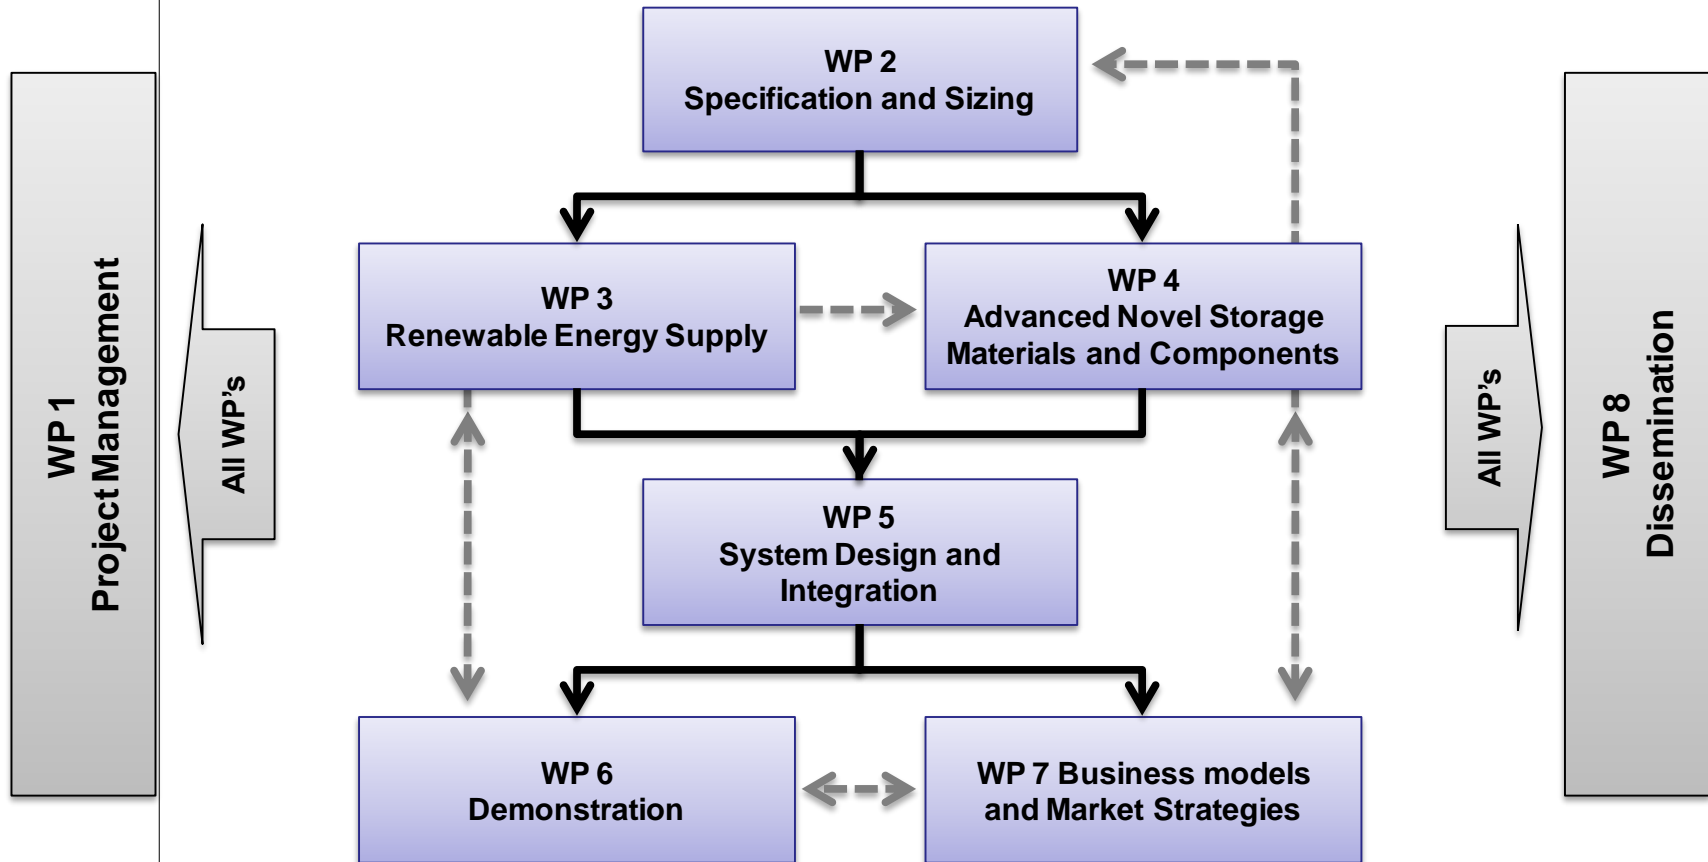 WP 1
Project Management
All WP's
WP 2
Specification and Sizing
WP 3
Renewable Energy Supply
WP 4
Advanced Novel Storage
Materials and Components
WP 5
System Design and
Integration
WP 6
Demonstration
WP 7 Business models
and Market Strategies
All WP's
WP 8
Dissemination